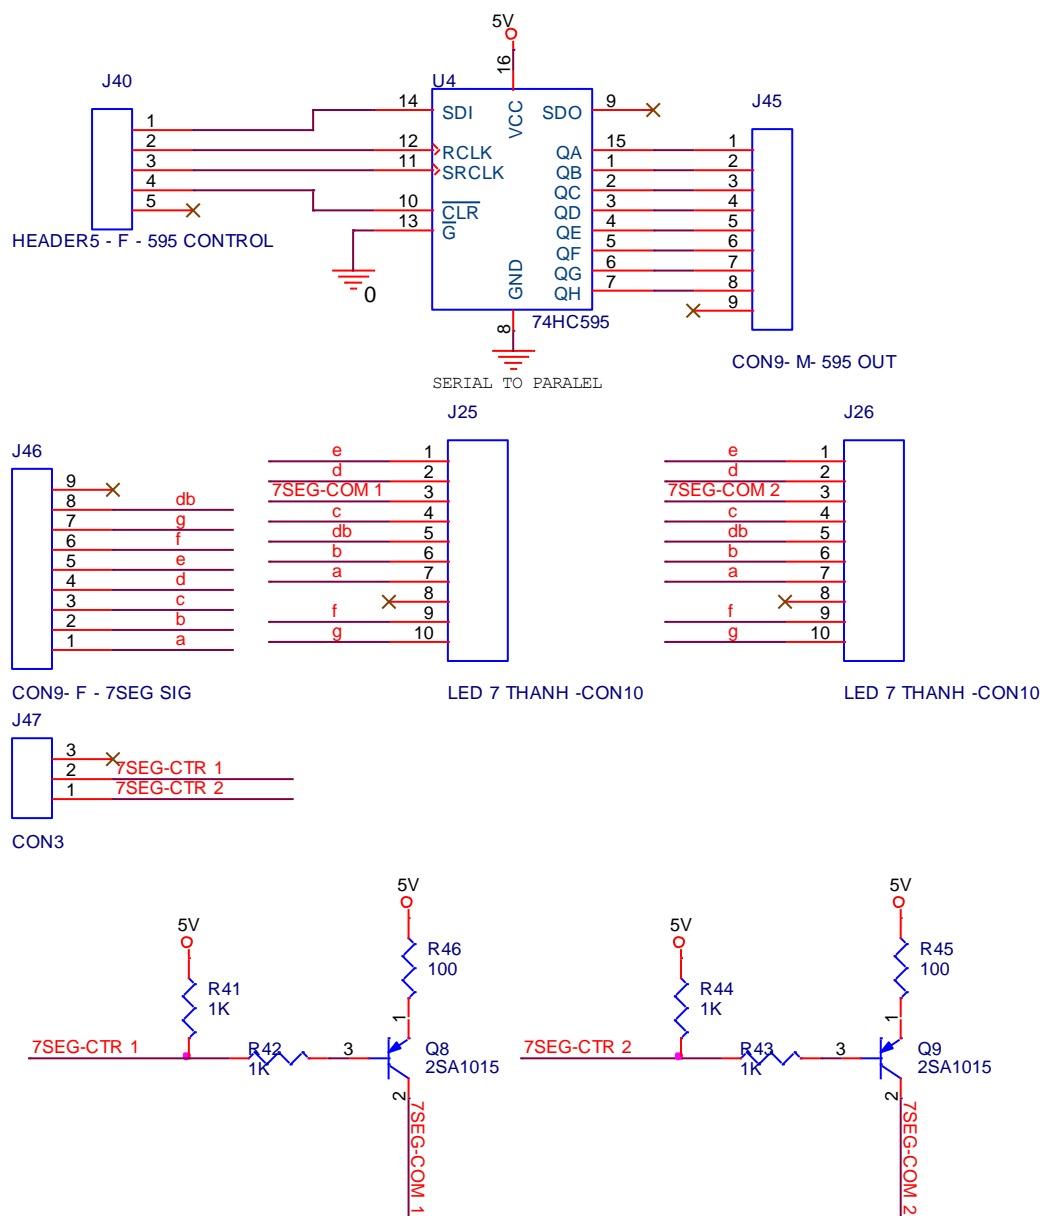 5V
J40
U4
J45
16
VCC
1
2
3
4
5
14
12
11
10
13
SDI
RCLK
SRCLK
CLR
G
SDO
QA
QB
QC
QD
QE
QF
QG
QH
9
15
1
2
3
4
5
6
7
1
2
3
4
5
6
7
8
9
HEADER5 - F - 595 CONTROL
0
GND
8
74HC595
CON9- M- 595 OUT
SERIAL TO PARALEL
J46
9
8 db
7 g
6 f
5 e
4 d
3 c
2 b
1 a
CON9- F - 7SEG SIG
J25
e 1
d 2
7SEG-COM 1 3
c 4
db 5
b 6
a 7
8
f 9
g 10
LED 7 THANH -CON10
J26
e 1
d 2
7SEG-COM 2 3
c 4
db 5
b 6
a 7
8
f 9
g 10
LED 7 THANH -CON10
J47
3
2 7SEG-CTR 1
1 7SEG-CTR 2
CON3
5V
5V
R46
100
R41
1K
1
7SEG-CTR 1
R42
1K
3
Q8
2SA1015
2
7SEG-COM 1
5V
5V
R45
100
R44
1K
1
7SEG-CTR 2
R43
1K
3
Q9
2SA1015
2
7SEG-COM 2